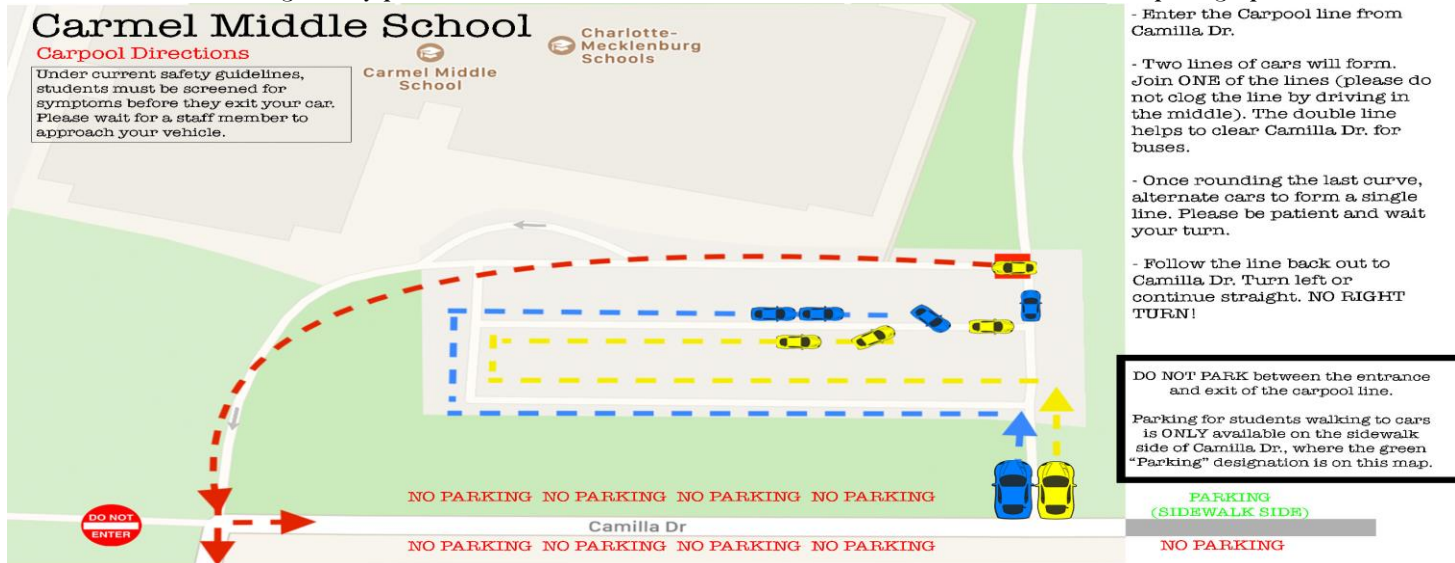 Carmel Middle School
Carpool Directions
Under current safety guidelines,
students must be screened for
symptoms before they exit your car.
Please wait for a staff member to
approach your vehicle.
Carmel Middle
School
Charlotte-
Mecklenburg
Schools
- Enter the Carpool line from
Camilla Dr.
- Two lines of cars will form.
Join ONE of the lines (please do
not clog the line by driving in
the middle). The double line
helps to clear Camilla Dr. for
buses.
- Once rounding the last curve,
alternate cars to form a single
line. Please be patient and wait
your turn.
- Follow the line back out to
Camilla Dr. Turn left or
continue straight. NO RIGHT
TURN!
DO NOT PARK between the entrance
and exit of the carpool line.
Parking for students walking to cars
is ONLY available on the sidewalk
side of Camilla Dr., where the green
“Parking” designation is on this map.
NO PARKING NO PARKING NO PARKING NO PARKING
PARKING
(SIDEWALK SIDE)
DO NOT
ENTER
Camilla Dr
NO PARKING NO PARKING NO PARKING NO PARKING
NO PARKING